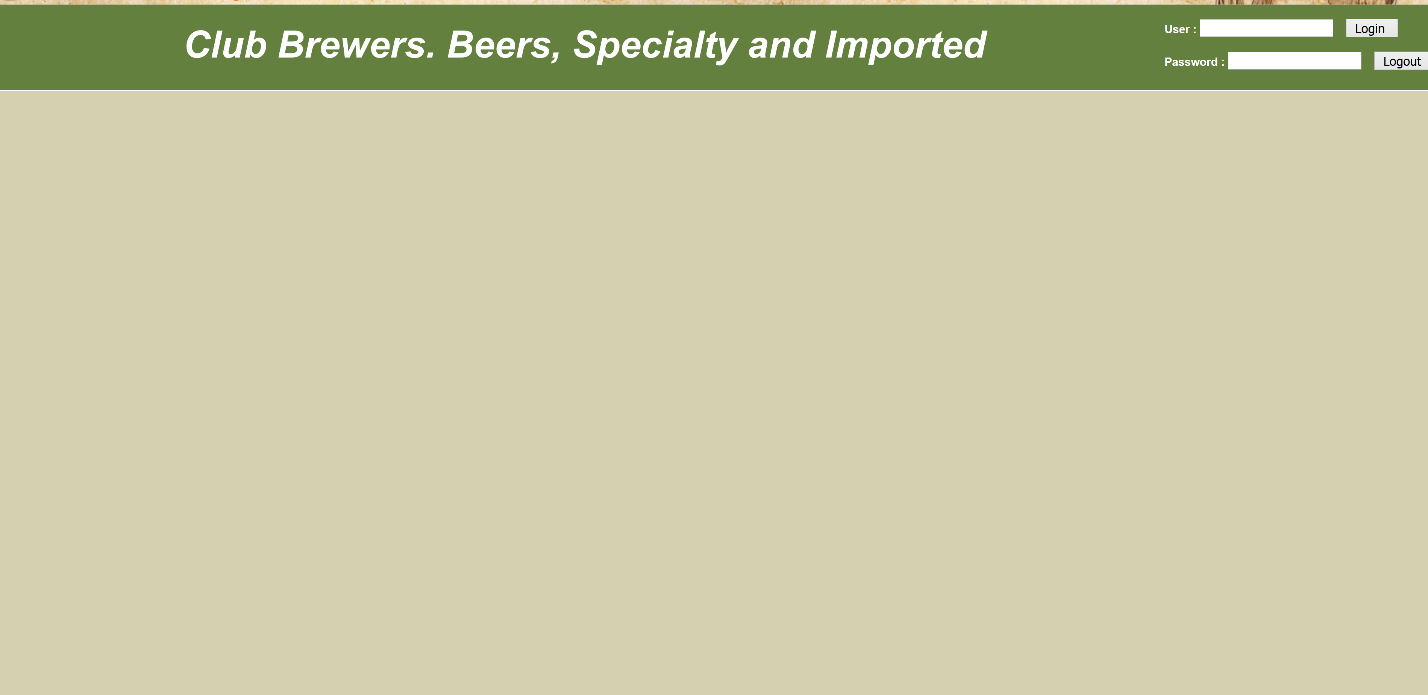 Club Brewers. Beers, Specialty and Imported
User :
Login
Password :
Logout